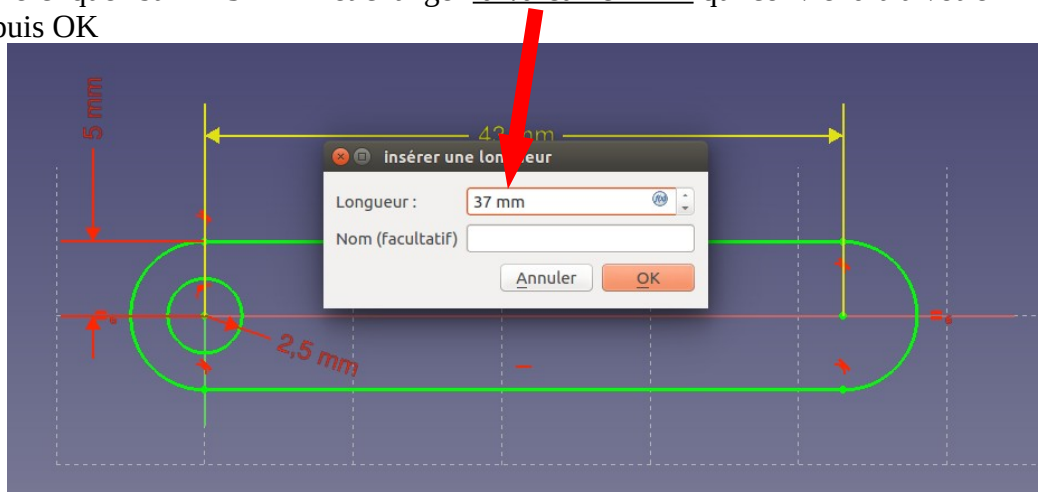 puis OK
5 mm
insérer une longueur
Longueur :
37 mm
Nom (facultatif)
Annuler
OK
2,5 mm